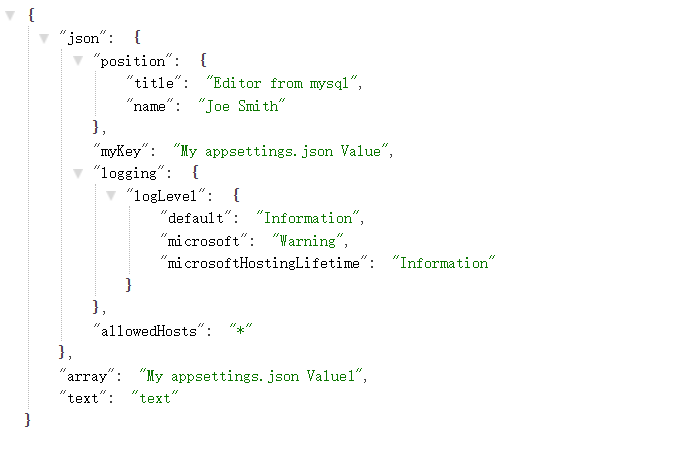 {
"json": {
"position": {
"title": "Editor from mysql",
"name": "Joe Smith"
},
"myKey": "My appsettings.json Value",
"logging": {
"logLevel": {
"default": "Information",
"microsoft": "Warning",
"microsoftHostingLifetime": "Information"
}
},
"allowedHosts": "*"
},
"array": "My appsettings.json Value1",
"text": "text"
}